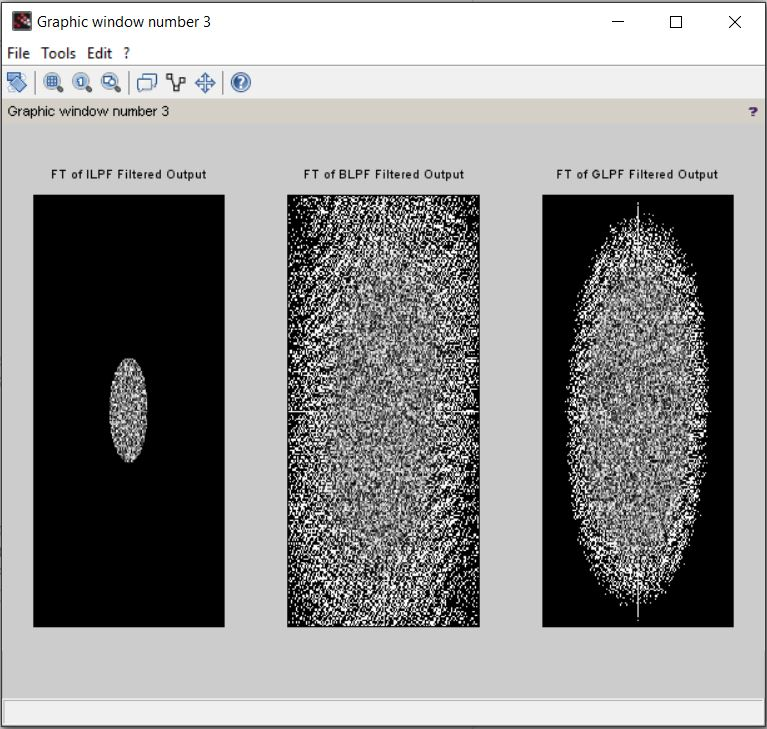 Graphic window number 3
File Tools Edit ?
Graphic window number 3 ?
FT of ILPF Filtered Output FT of BLPF Filtered Output FT of GLPF Filtered Output